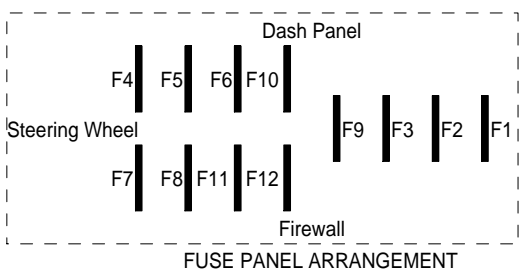 Dash Panel
F4 F5 F6 F10
Steering Wheel F9 F3 F2 F1
F7 F8 F11 F12
Firewall
FUSE PANEL ARRANGEMENT